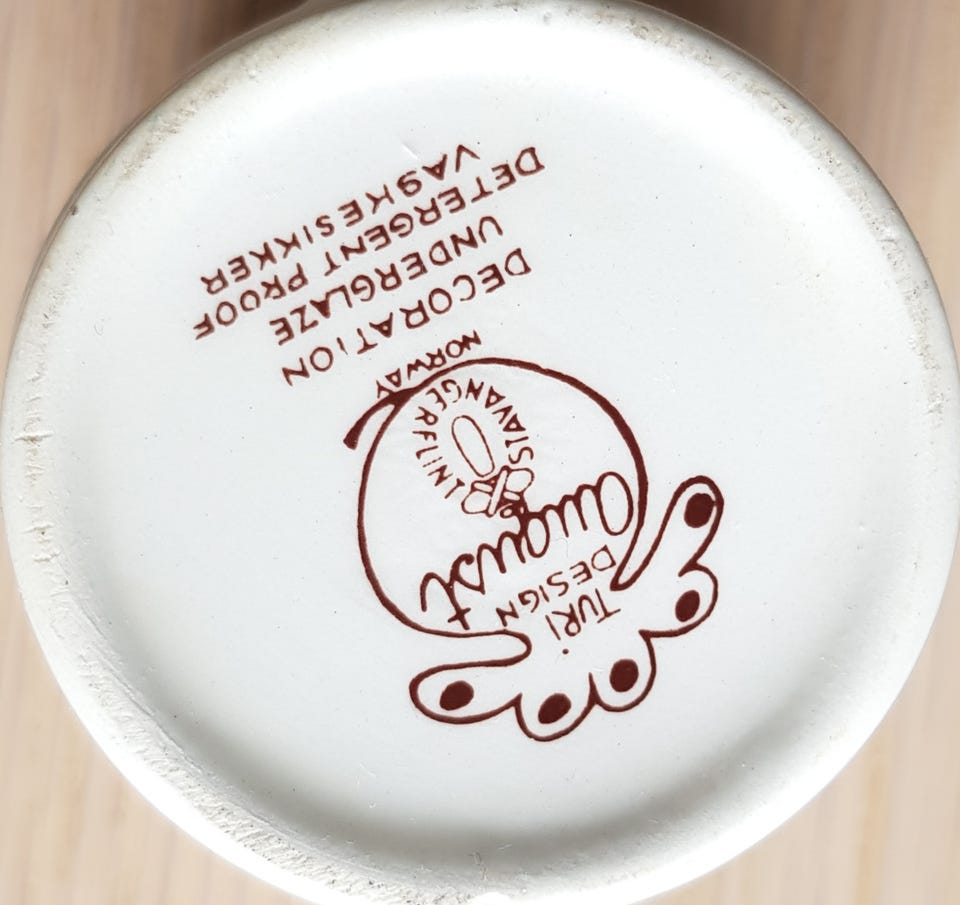 TURi
DESIGN
august
STAVANGERFLINT
NORWAY
DECORATION
UNDERGLAZE
DETERGENT PROOF
VASKESIKKER